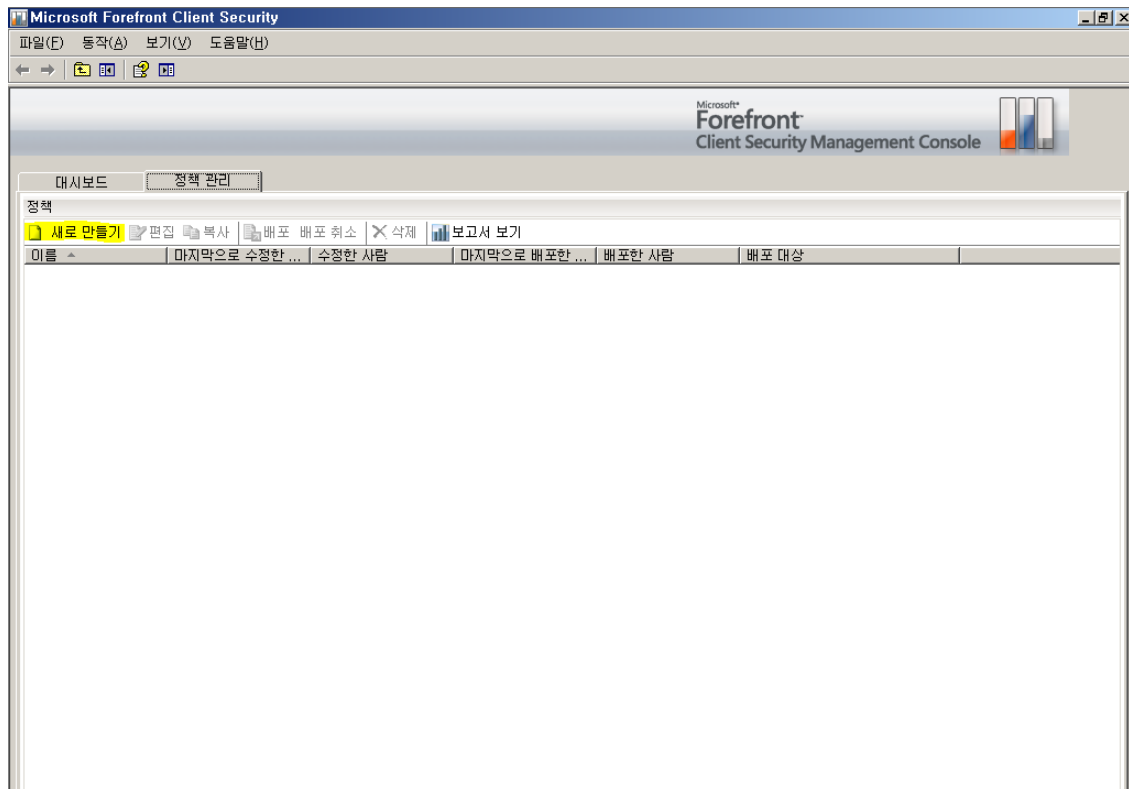 Microsoft Forefront Client Security
파일(F) 동작(A) 보기(V) 도움말(H)
Microsoft
Forefront
Client Security Management Console
대시보드 정책 관리
정책
새로 만들기 편집 복사 배포 배포 취소 삭제 보고서 보기
이름 마지막으로 수정한 ... 수정한 사람 마지막으로 배포한 ... 배포한 사람 배포 대상